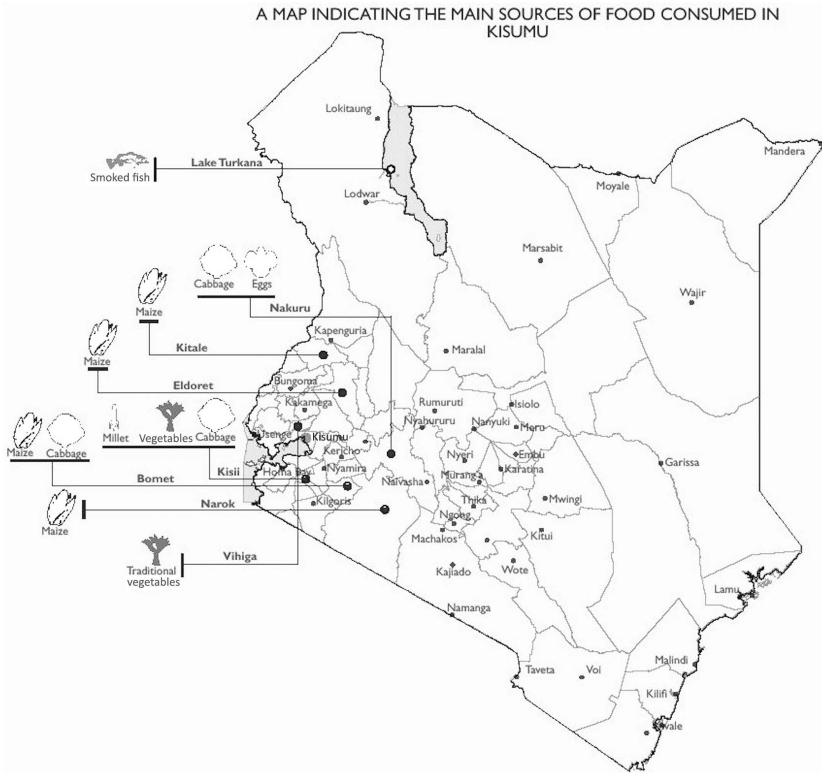 A MAP INDICATING THE MAIN SOURCES OF FOOD CONSUMED IN
KISUMU
Lokitaung
Mandera
Lake Turkana
Smoked fish
Moyale
Lodwar
Marsabit
Cabbage Eggs
Wajir
Nakuru
Maize
Kapenguria
Kitale
Maralal
Maize
Eldoret
Bungoma
Rumuruti
Isiolo
Kakamega
Nyahururu
Nanyuki
Meru
Millet Vegetables Cabbage
Usenge
Kisumu
Maize Cabbage
Kericho
Nyeri
Embu
Garissa
Kisii
Homa Bay
Nyamira
Karatina
Bomet
Naivasha
Murang'a
Narok
Kilgoris
Thika
Mwingi
Maize
Ngong
Machakos
Kitui
Vihiga
Traditional
vegetables
Kajiado
Wote
Lamu
Namanga
Malindi
Taveta
Voi
Kilifi